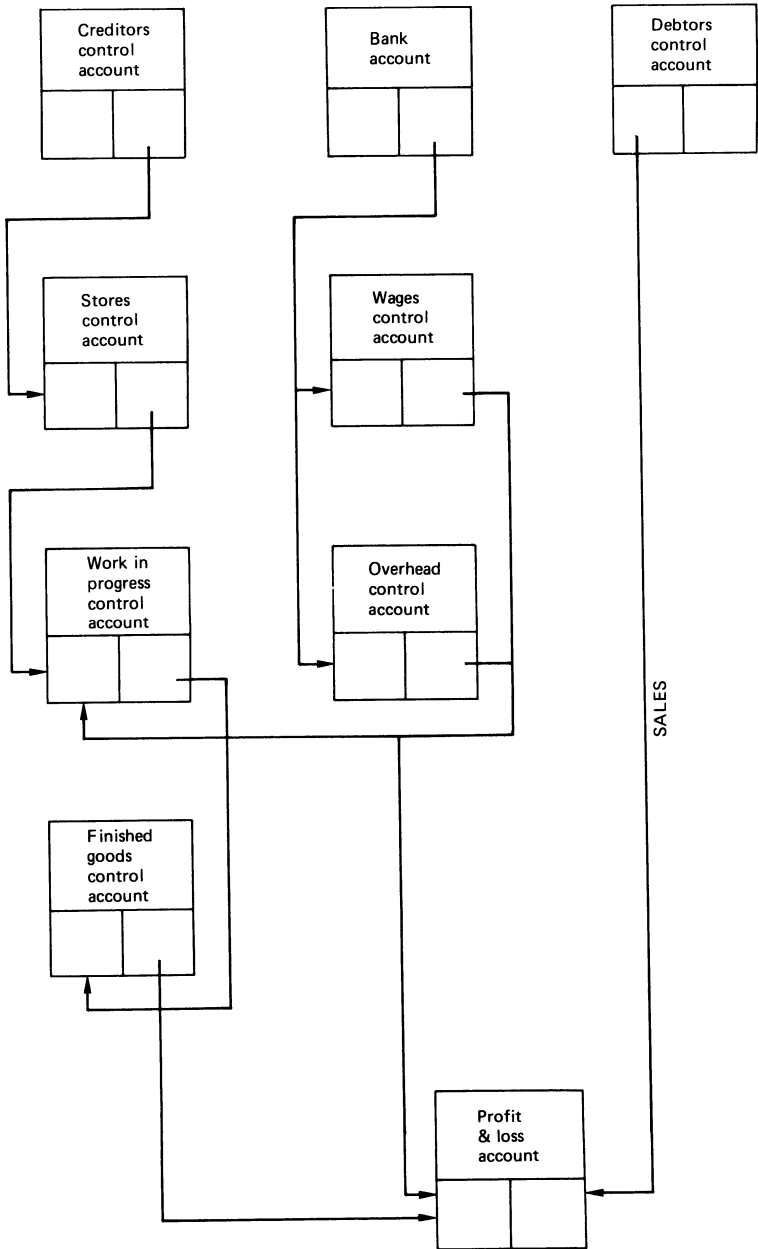 Creditors
control
account
Bank
account
Debtors
control
account
Stores
control
account
Wages
control
account
Work in
progress
control
account
Overhead
control
account
SALES
Finished
goods
control
account
Profit
& loss
account